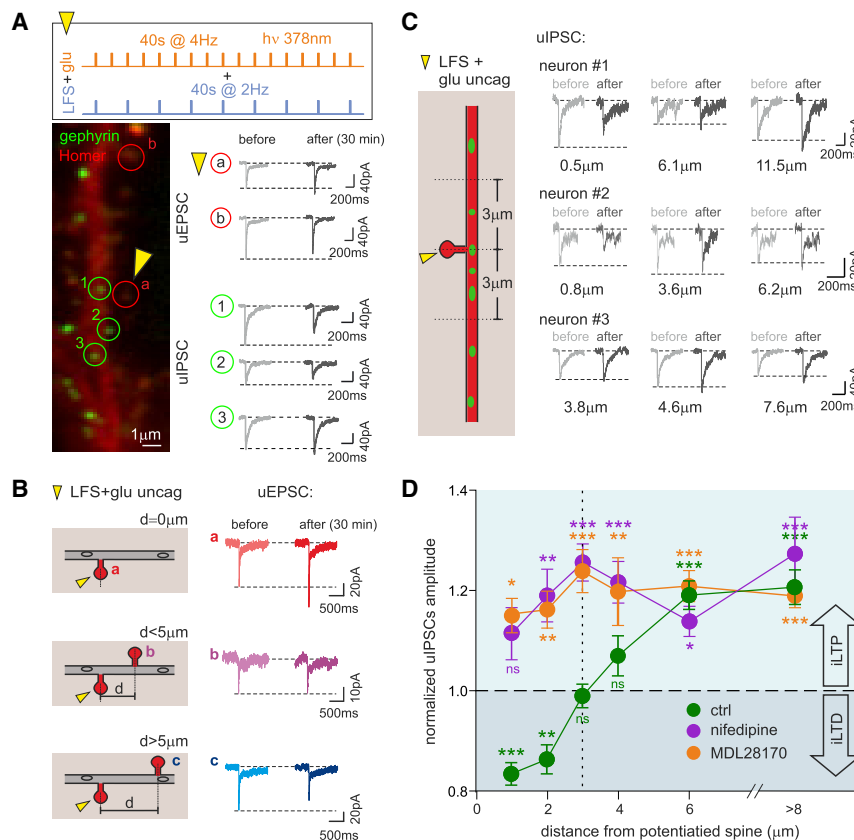 A
40s @ 4Hz
hν 378nm
LFS + glu
+
40s @ 2Hz
gephyrin
Homer
b
a
1
2
3
1μm
before
after (30 min)
uEPSC
a
200ms
40pA
b
200ms
40pA
uIPSC
1
200ms
40pA
2
200ms
40pA
3
200ms
40pA
B
LFS+glu uncag
uEPSC:
d=0μm
before
after (30 min)
a
a
20pA
500ms
d<5μm
b
b
d
10pA
500ms
d>5μm
c
c
d
20pA
500ms
C
LFS +
glu uncag
3μm
3μm
uIPSC:
neuron #1
before after
before after
before after
20pA
200ms
0.5μm
6.1μm
11.5μm
neuron #2
before after
before after
before after
20pA
200ms
0.8μm
3.6μm
6.2μm
neuron #3
before after
before after
before after
20pA
200ms
3.8μm
4.6μm
7.6μm
D
normalized uIPSCs amplitude
1.4
1.2
1.0
0.8
*
**
***
***
***
**
***
***
***
***
**
*
***
ns
ns
ns
***
**
iLTP
iLTD
ctrl
nifedipine
MDL28170
0
2
4
6
>8
distance from potentiatied spine (μm)